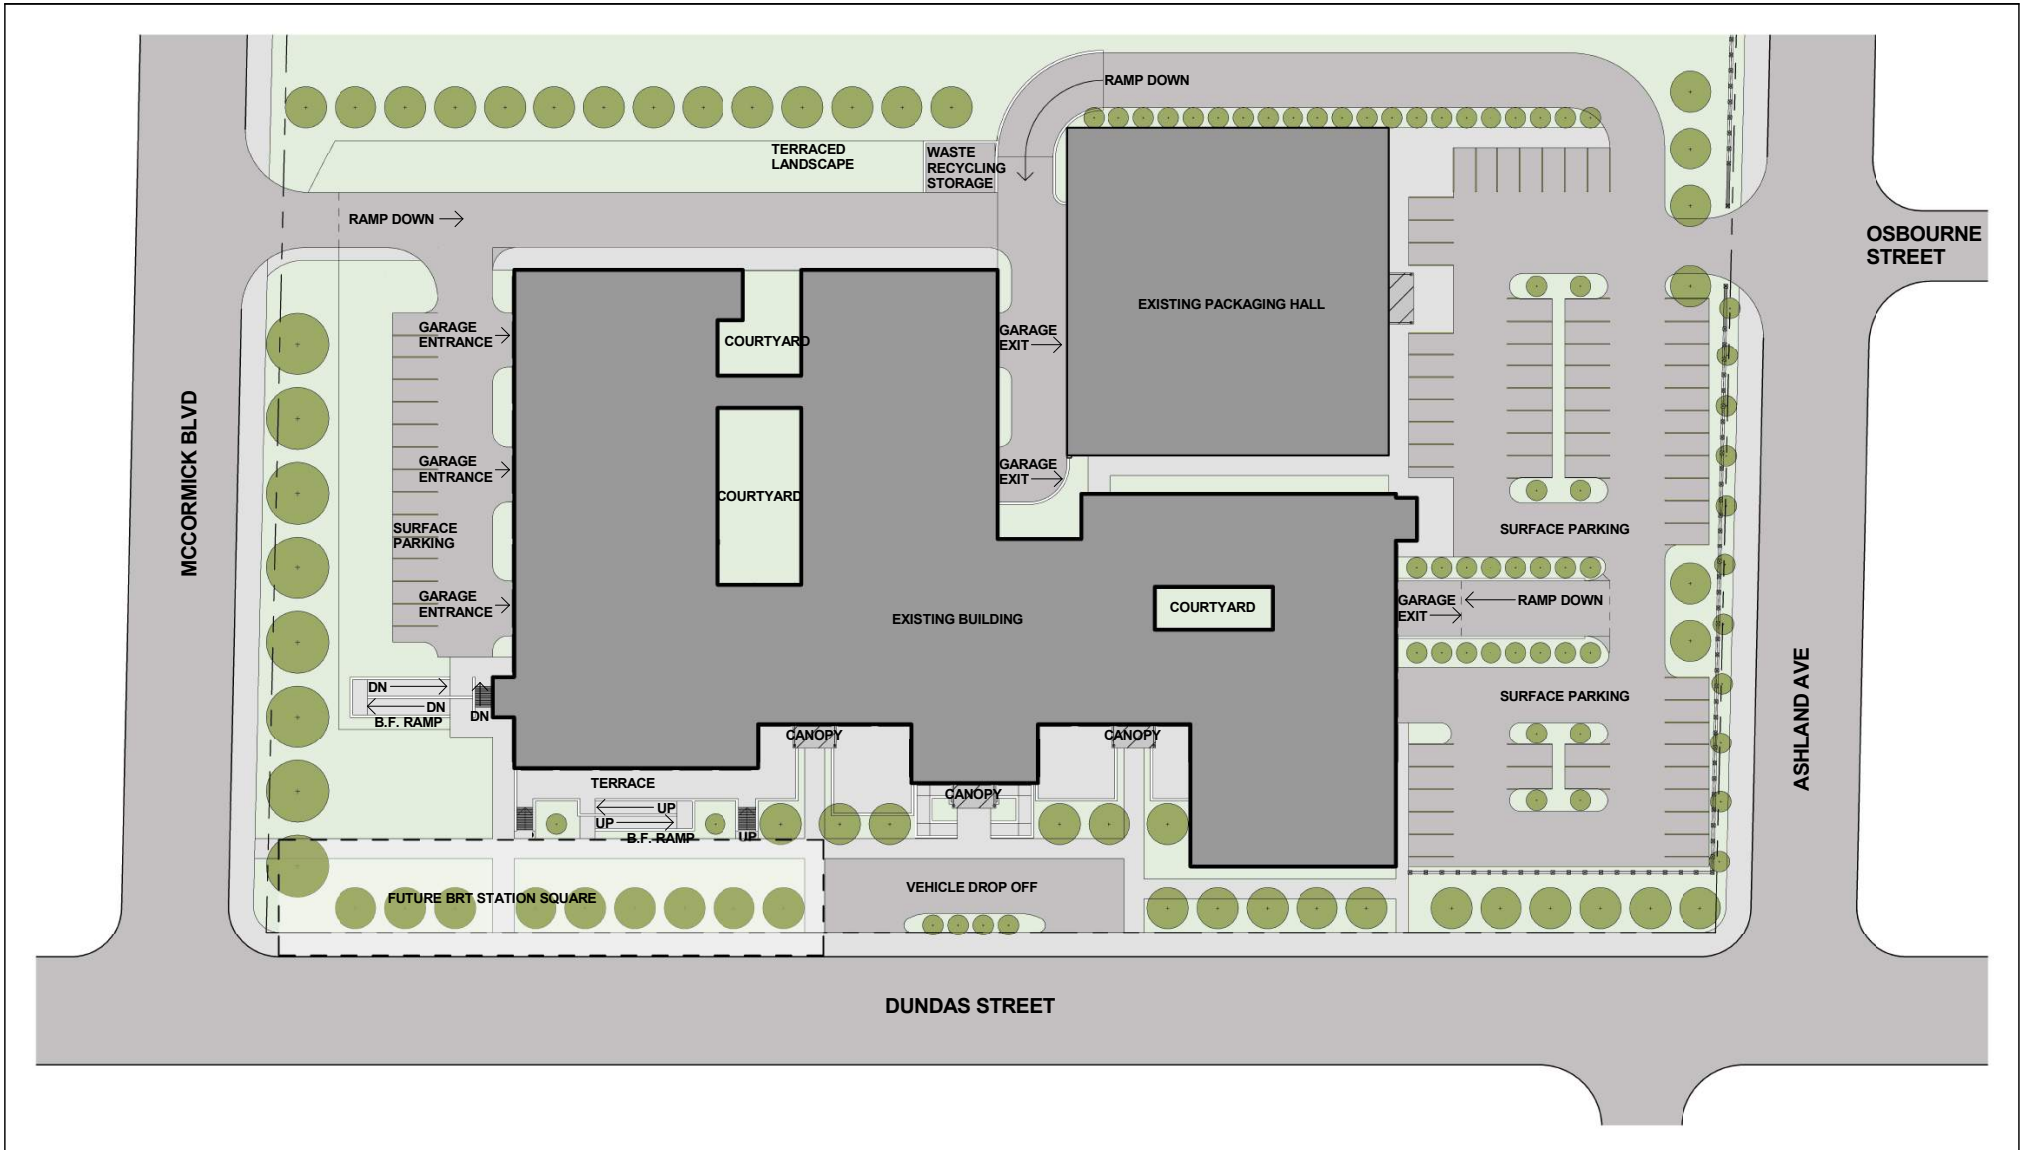 RAMP DOWN
TERRACED
LANDSCAPE
WASTE
RECYCLING
STORAGE
RAMP DOWN
OSBOURNE
STREET
EXISTING PACKAGING HALL
GARAGE
ENTRANCE
COURTYARD
GARAGE
EXIT
MCCORMICK BLVD
GARAGE
ENTRANCE
COURTYARD
GARAGE
EXIT
SURFACE
PARKING
SURFACE PARKING
GARAGE
ENTRANCE
EXISTING BUILDING
COURTYARD
GARAGE
EXIT
RAMP DOWN
ASHLAND AVE
DN
DN
B.F. RAMP
DN
SURFACE PARKING
CANOPY
CANOPY
TERRACE
CANOPY
UP
UP
B.F. RAMP
UP
FUTURE BRT STATION SQUARE
VEHICLE DROP OFF
DUNDAS STREET